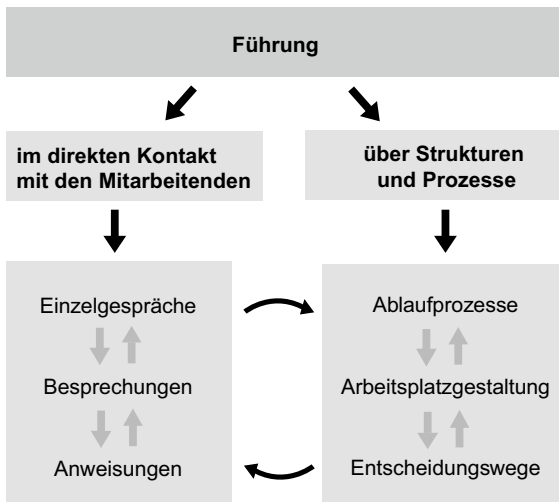 Führung
im direkten Kontakt
mit den Mitarbeitenden
über Strukturen
und Prozesse
Einzelgespräche
Besprechungen
Anweisungen
Ablaufprozesse
Arbeitsplatzgestaltung
Entscheidungswege